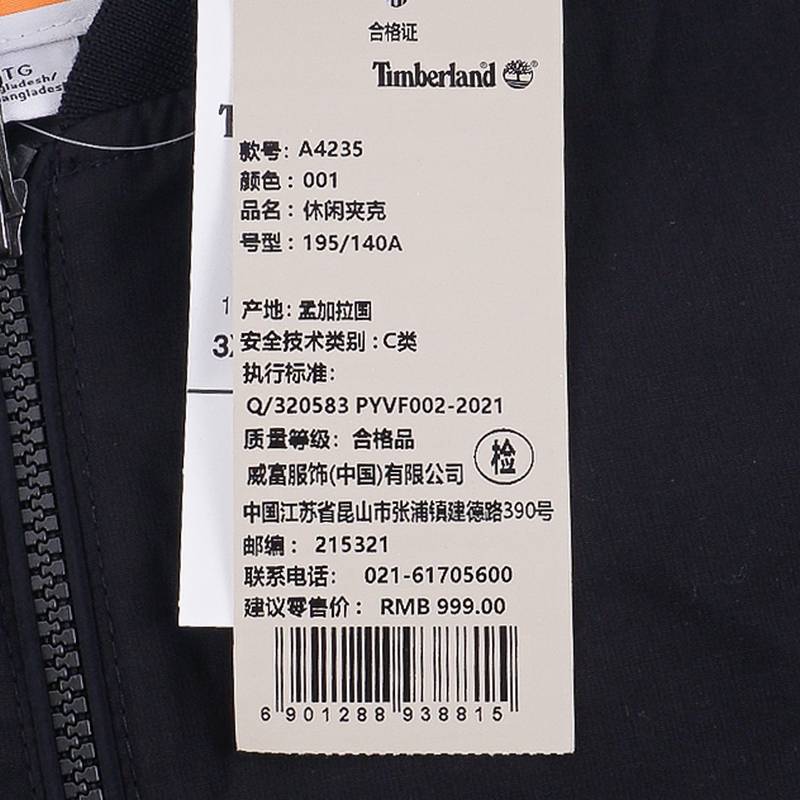 TG
合格证
Timberland
款号: A4235
颜色: 001
品名: 休闲夹克
号型: 195/140A
产地: 孟加拉国
安全技术类别: C类
执行标准:
Q/320583 PYVF002-2021
质量等级: 合格品
检
威富服饰(中国)有限公司
中国江苏省昆山市张浦镇建德路390号
邮编: 215321
联系电话: 021-61705600
建议零售价: RMB 999.00
6 901288 938815